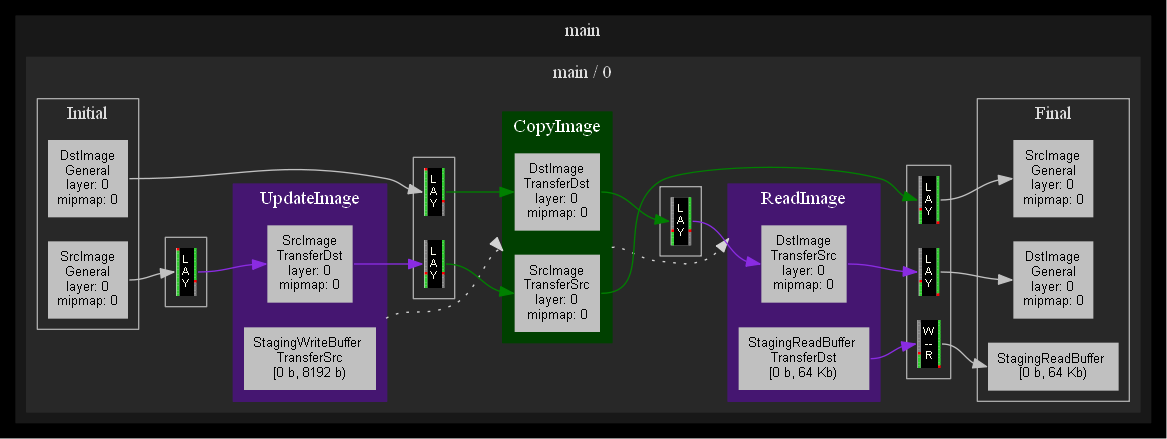 main
main / 0
Initial
DstImage
General
layer: 0
mipmap: 0
SrcImage
General
layer: 0
mipmap: 0
L
A
Y
UpdateImage
SrcImage
TransferDst
layer: 0
mipmap: 0
StagingWriteBuffer
TransferSrc
[0 b, 8192 b)
L
A
Y
L
A
Y
CopyImage
DstImage
TransferDst
layer: 0
mipmap: 0
SrcImage
TransferSrc
layer: 0
mipmap: 0
L
A
Y
ReadImage
DstImage
TransferSrc
layer: 0
mipmap: 0
StagingReadBuffer
TransferDst
[0 b, 64 Kb)
L
A
Y
L
A
Y
W
--
R
Final
SrcImage
General
layer: 0
mipmap: 0
DstImage
General
layer: 0
mipmap: 0
StagingReadBuffer
[0 b, 64 Kb)